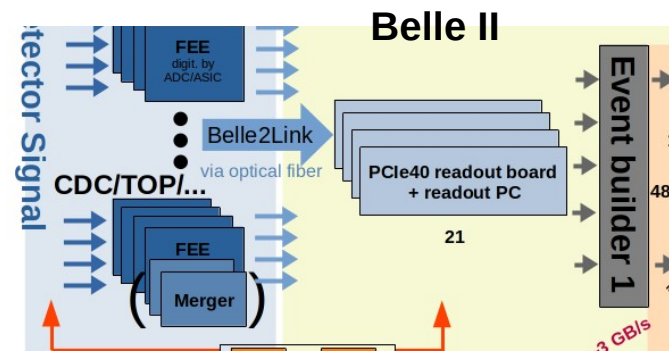 Belle II
etector Signal
FEE
digit. by
ADC/ASIC
Belle2Link
via optical fiber
CDC/TOP/...
FEE
( Merger )
PCIe40 readout board
+ readout PC
21
Event builder 1
48
3 GB/s